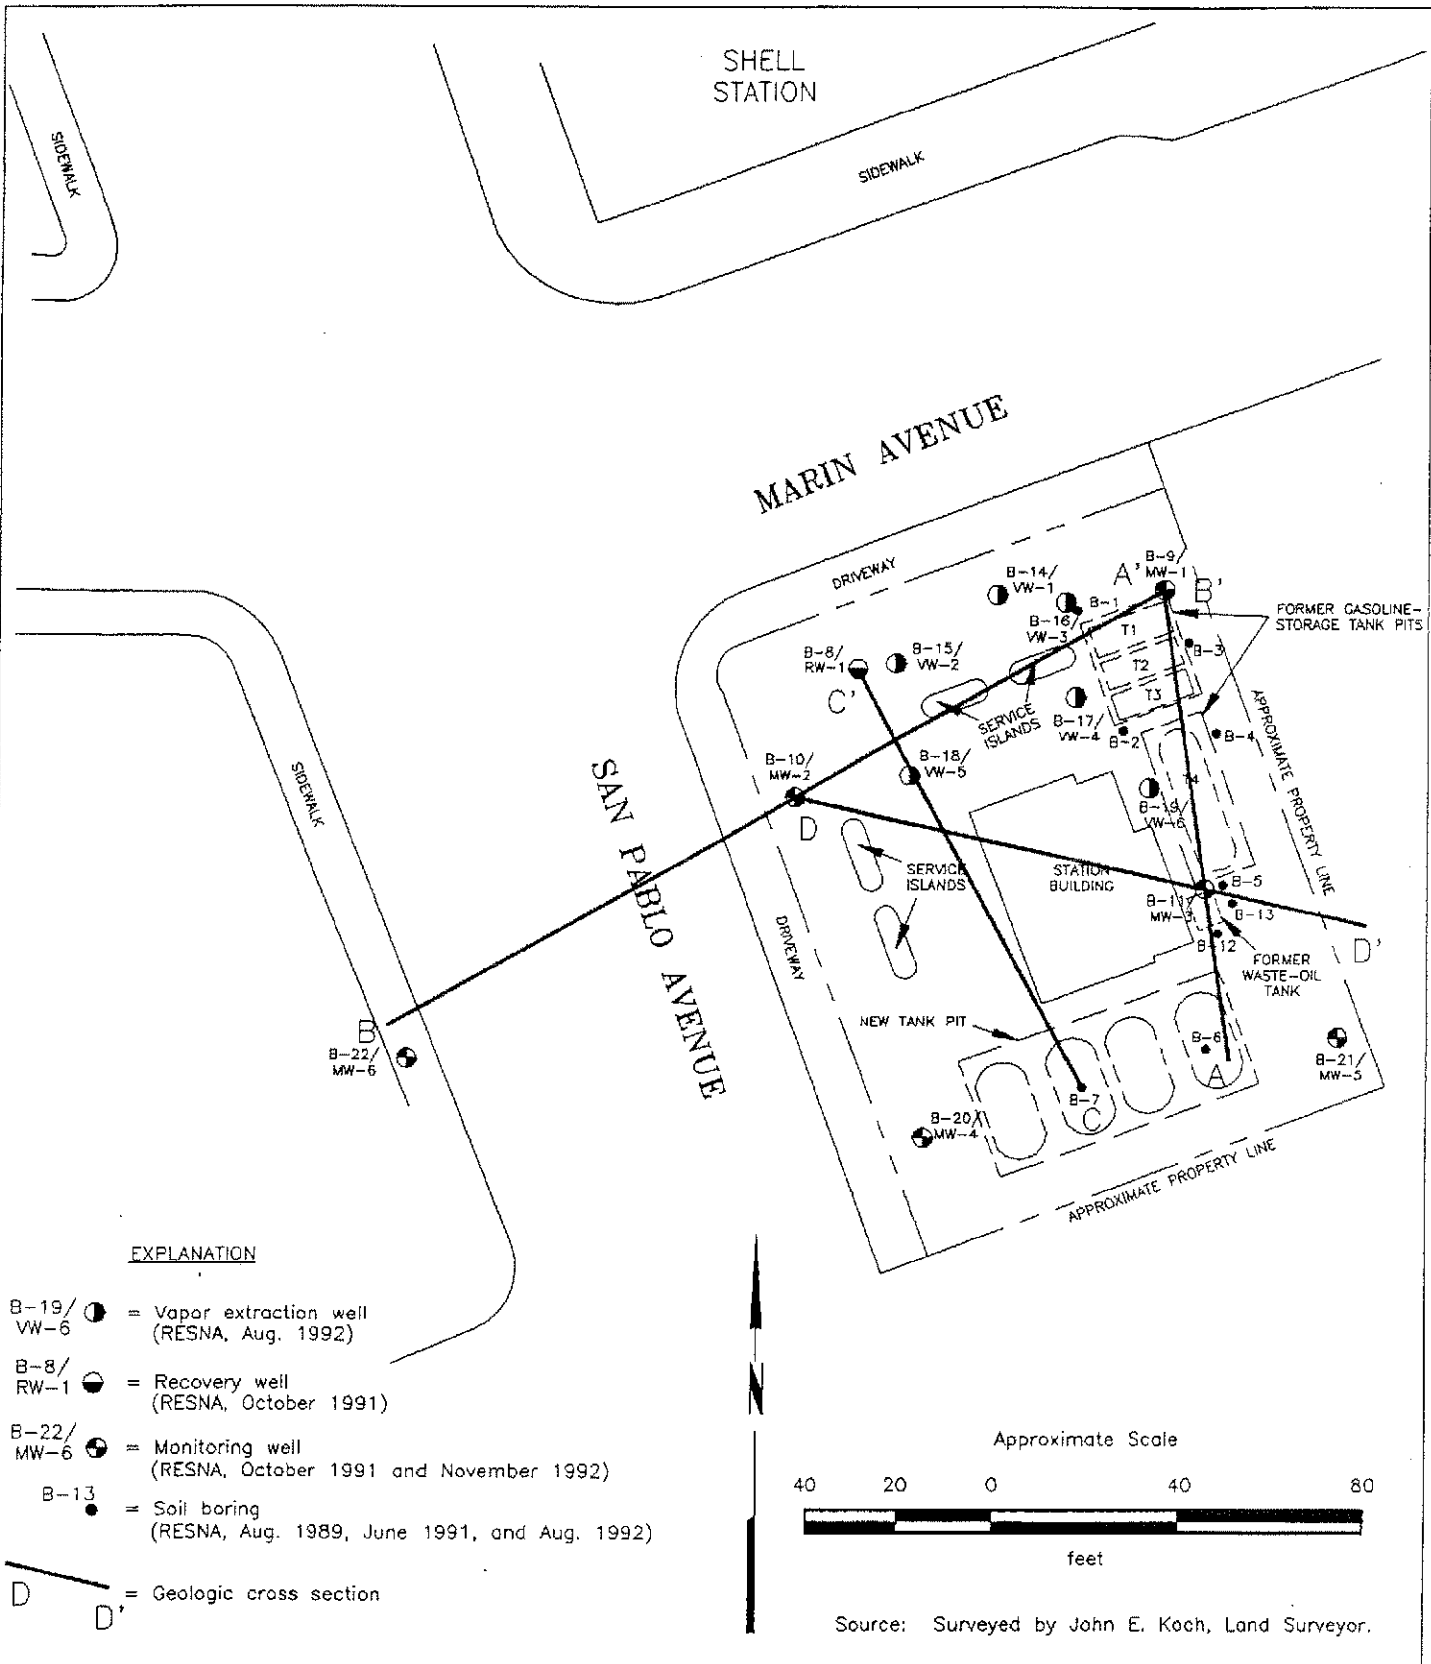 SHELL
STATION
SIDEWALK
SIDEWALK
MARIN AVENUE
DRIVEWAY
B-14/
VW-1
A'
B-9/
MW-1
B'
B-1
B-16/
VW-3
T1
FORMER GASOLINE-
STORAGE TANK PITS
B-8/
RW-1
B-15/
VW-2
T2
B-3
C'
T3
SERVICE
ISLANDS
B-17/
VW-4
B-2
B-4
APPROXIMATE PROPERTY LINE
B-10/
MW-2
B-18/
VW-5
T4
SIDEWALK
SAN PABLO AVENUE
D
B-19/
VW-6
SERVICE
ISLANDS
STATION
BUILDING
B-5
B-11/
MW-3
B-13
DRIVEWAY
B-12
D'
FORMER
WASTE-OIL
TANK
NEW TANK PIT
B
B-22/
MW-6
B-6
A
B-21/
MW-5
B-7
C
B-20/
MW-4
APPROXIMATE PROPERTY LINE
EXPLANATION
B-19/
VW-6
= Vapor extraction well
(RESNA, Aug. 1992)
B-8/
RW-1
= Recovery well
(RESNA, October 1991)
B-22/
MW-6
= Monitoring well
(RESNA, October 1991 and November 1992)
B-13
= Soil boring
(RESNA, Aug. 1989, June 1991, and Aug. 1992)
D
D'
= Geologic cross section
N
Approximate Scale
40 20 0 40 80
feet
Source: Surveyed by John E. Koch, Land Surveyor.